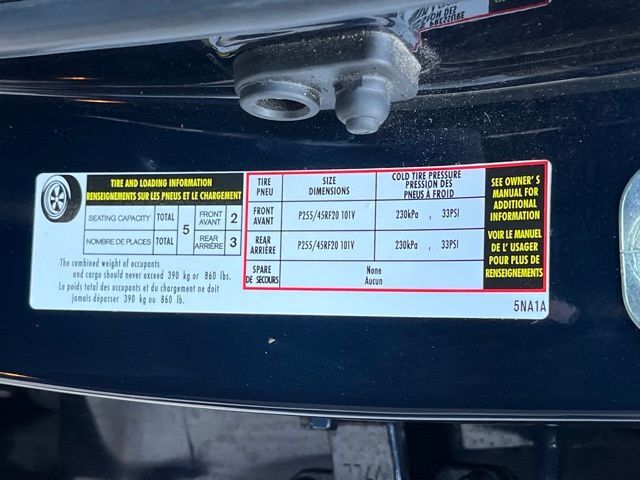 TIRE AND LOADING INFORMATION
RENSEIGNEMENTS SUR LES PNEUS ET LE CHARGEMENT
SEATING CAPACITY TOTAL 5 FRONT AVANT 2
NOMBRE DE PLACES TOTAL REAR ARRIÈRE 3
The combined weight of occupants
and cargo should never exceed 390 kg or 860 lbs.
Le poids total des occupants et du chargement ne doit
jamais dépasser 390 kg ou 860 lb.
TIRE PNEU SIZE DIMENSIONS COLD TIRE PRESSURE PRESSION DES PNEUS À FROID
FRONT AVANT P255/45RF20 101V 230kPa , 33PSI
REAR ARRIÈRE P255/45RF20 101V 230kPa , 33PSI
SPARE DE SECOURS None Aucun
SEE OWNER'S
MANUAL FOR
ADDITIONAL
INFORMATION
VOIR LE MANUEL
DE L' USAGER
POUR PLUS DE
RENSEIGNEMENTS
5NA1A